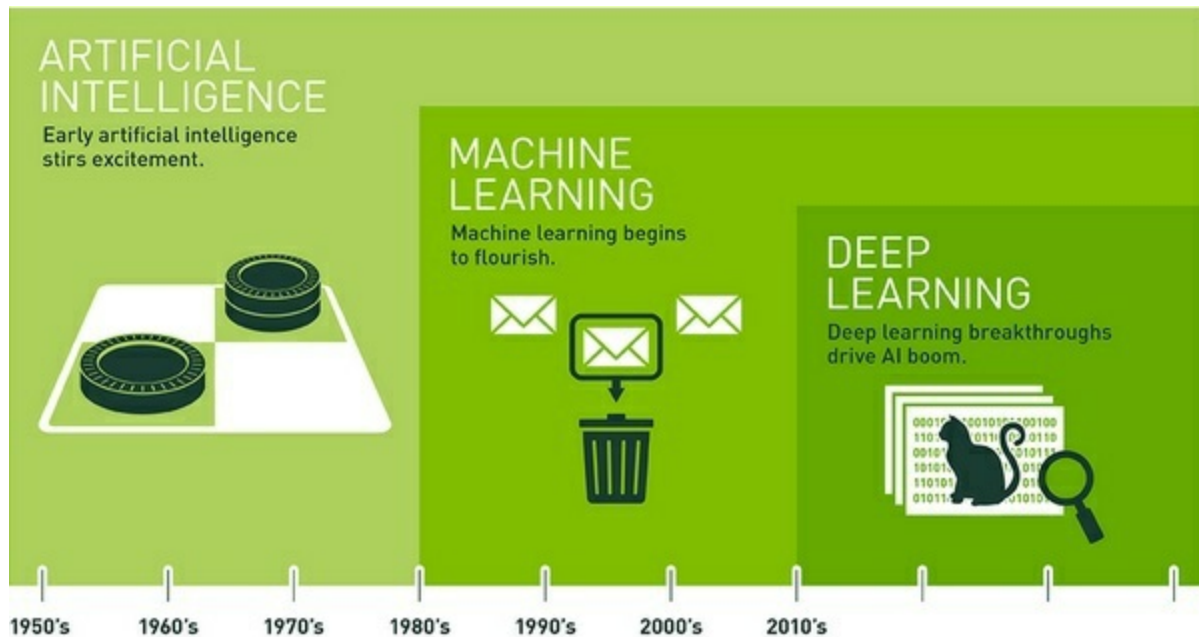 ARTIFICIAL
INTELLIGENCE
Early artificial intelligence
stirs excitement.
MACHINE
LEARNING
Machine learning begins
to flourish.
DEEP
LEARNING
Deep learning breakthroughs
drive AI boom.
1950's 1960's 1970's 1980's 1990's 2000's 2010's